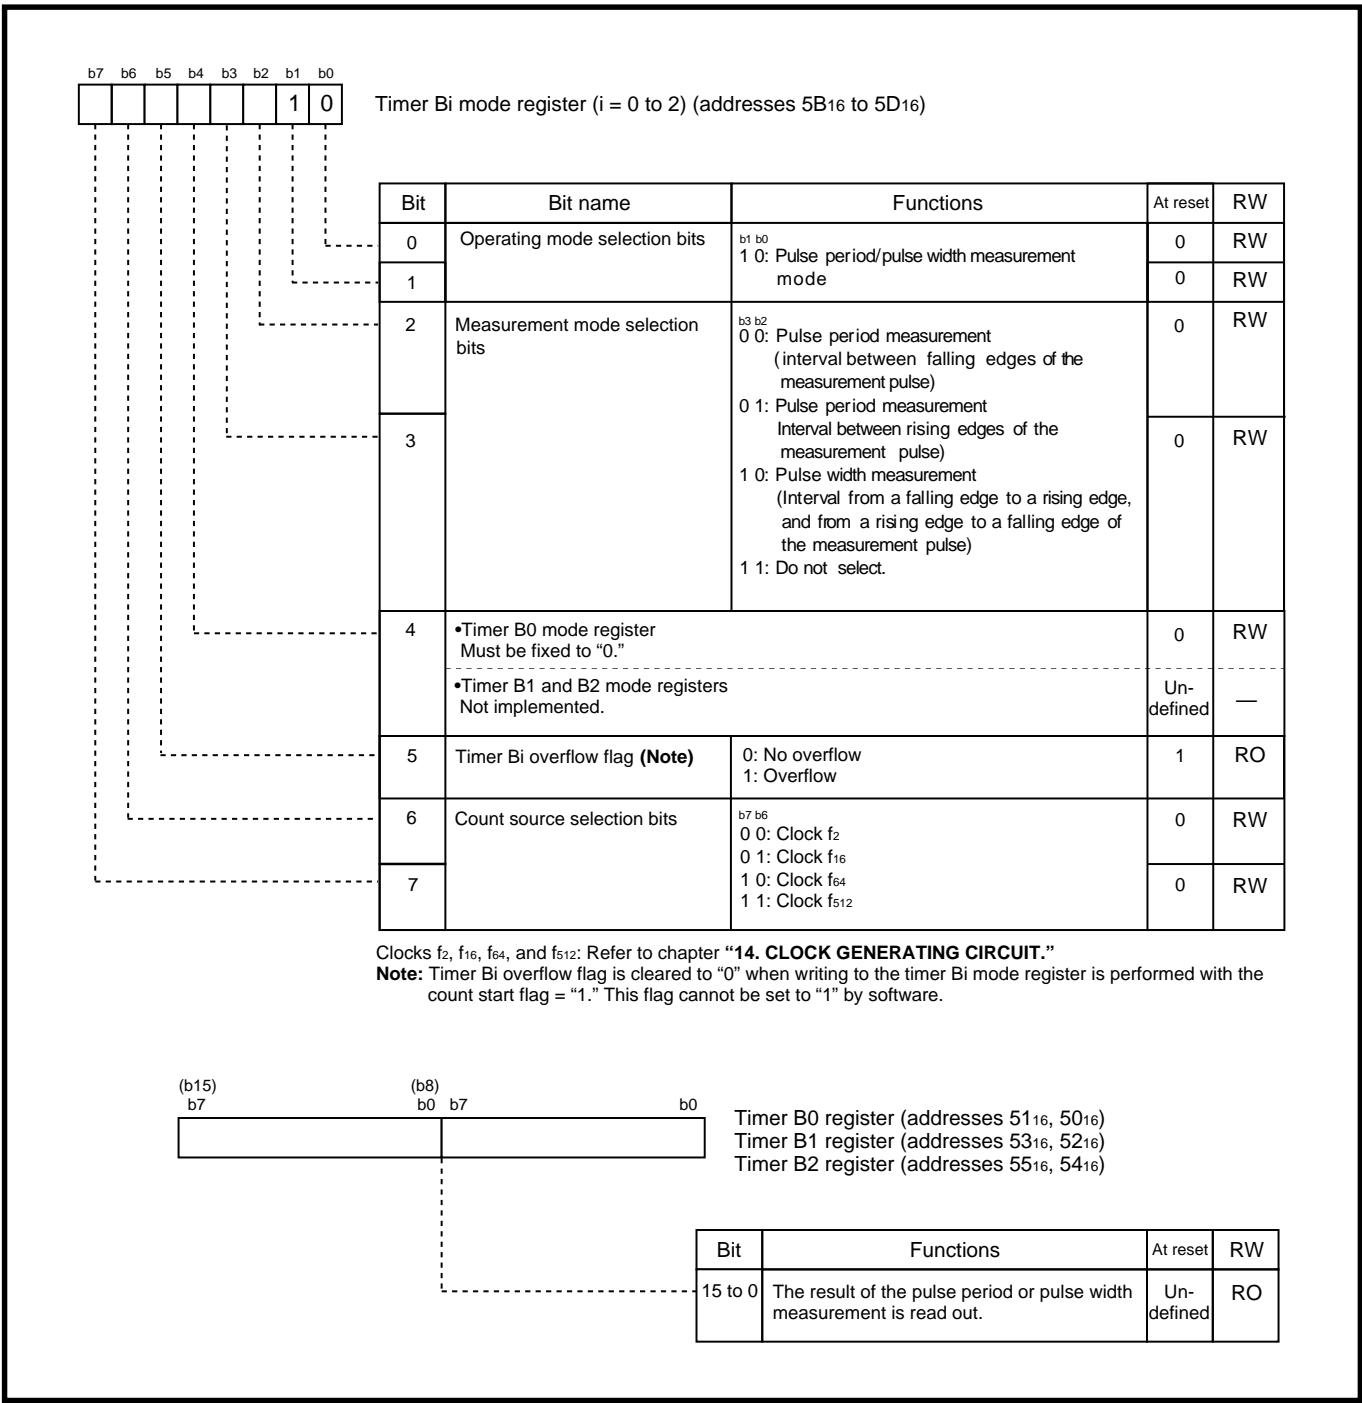 b7 b6 b5 b4 b3 b2 b1 b0
1 0
Timer Bi mode register (i = 0 to 2) (addresses 5B16 to 5D16)
Bit Bit name Functions At reset RW
0 Operating mode selection bits b1 b0 0 RW
1 0: Pulse period/pulse width measurement
mode
1 0 RW
2 Measurement mode selection 0 RW
bits
b3 b2
0 0: Pulse period measurement
(interval between falling edges of the
measurement pulse)
0 1: Pulse period measurement
Interval between rising edges of the
measurement pulse)
3 0 RW
1 0: Pulse width measurement
(Interval from a falling edge to a rising edge,
and from a rising edge to a falling edge of
the measurement pulse)
1 1: Do not select.
4 •Timer B0 mode register 0 RW
Must be fixed to “0.”
•Timer B1 and B2 mode registers Un-
Not implemented. defined —
5 Timer Bi overflow flag (Note) 0: No overflow 1 RO
1: Overflow
6 Count source selection bits b7 b6 0 RW
0 0: Clock f2
0 1: Clock f16
7 1 0: Clock f64 0 RW
1 1: Clock f512
Clocks f2, f16, f64, and f512: Refer to chapter “14. CLOCK GENERATING CIRCUIT.”
Note: Timer Bi overflow flag is cleared to “0” when writing to the timer Bi mode register is performed with the
count start flag = “1.” This flag cannot be set to “1” by software.
(b15) (b8)
b7 b0 b7 b0
Timer B0 register (addresses 5116, 5016)
Timer B1 register (addresses 5316, 5216)
Timer B2 register (addresses 5516, 5416)
Bit Functions At reset RW
15 to 0 The result of the pulse period or pulse width Un- RO
measurement is read out. defined